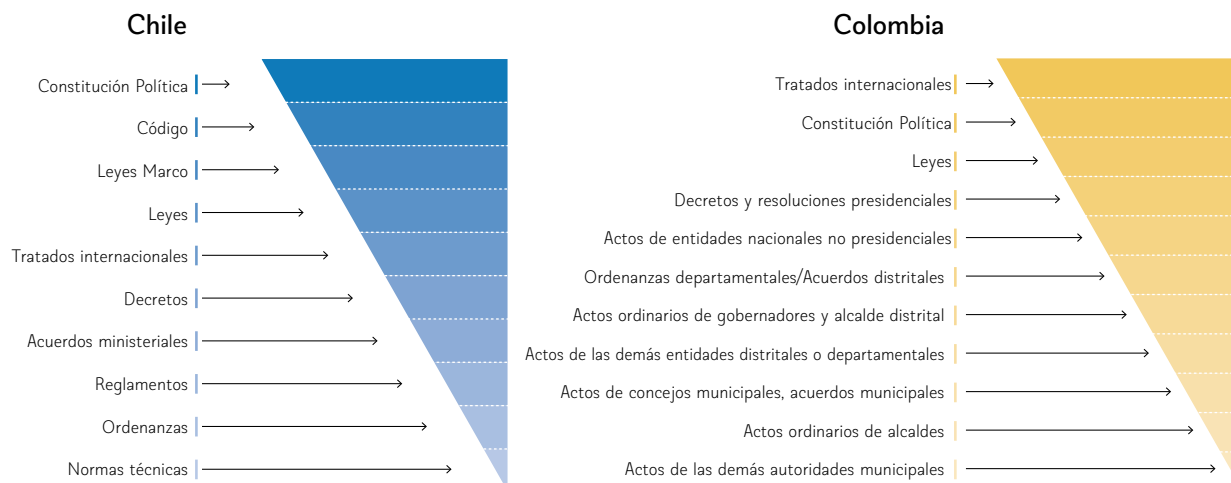 Chile
Constitución Política
Código
Leyes Marco
Leyes
Tratados internacionales
Decretos
Acuerdos ministeriales
Reglamentos
Ordenanzas
Normas técnicas
Colombia
Tratados internacionales
Constitución Política
Leyes
Decretos y resoluciones presidenciales
Actos de entidades nacionales no presidenciales
Ordenanzas departamentales/Acuerdos distritales
Actos ordinarios de gobernadores y alcalde distrital
Actos de las demás entidades distritales o departamentales
Actos de concejos municipales, acuerdos municipales
Actos ordinarios de alcaldes
Actos de las demás autoridades municipales